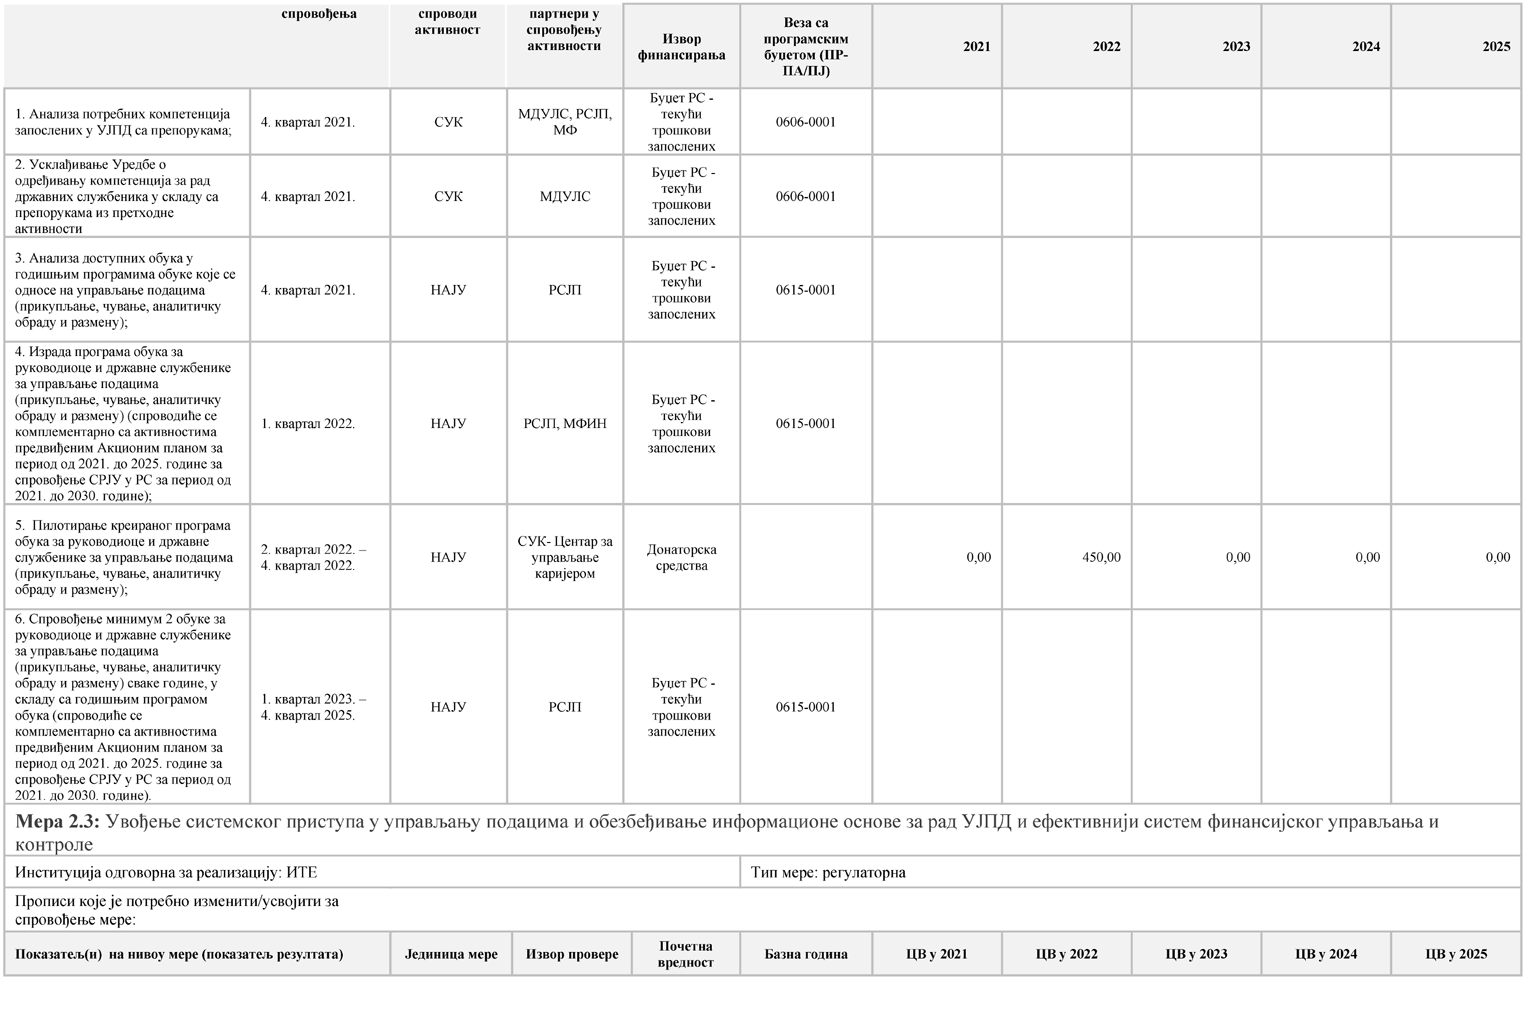 спровођења
спроводи
активност
партнери у
спровођењу
активности
Извор
финансирања
Веза са
програмским
буџетом (ПР-
ПА/ПЈ)
2021
2022
2023
2024
2025
1. Анализа потребних компетенција
запослених у УЈПД са препорукама;
4. квартал 2021.
СУК
МДУЛС, РСЈП,
МФ
Буџет РС -
текући
трошкови
запослених
0606-0001
2. Усклађивање Уредбе о
одређивању компетенција за рад
државних службеника у складу са
препорукама из претходне
активности
4. квартал 2021.
СУК
МДУЛС
Буџет РС -
текући
трошкови
запослених
0606-0001
3. Анализа доступних обука у
годишњим програмима обуке које се
односе на управљање подацима
(прикупљање, чување, аналитичку
обраду и размену);
4. квартал 2021.
НАЈУ
РСЈП
Буџет РС -
текући
трошкови
запослених
0615-0001
4. Израда програма обука за
руководиоце и државне службенике
за управљање подацима
(прикупљање, чување, аналитичку
обраду и размену) (спроводиће се
комплементарно са активностима
предвиђеним Акционим планом за
период од 2021. до 2025. године за
спровођење СРЈУ у РС за период од
2021. до 2030. године);
1. квартал 2022.
НАЈУ
РСЈП, МФИН
Буџет РС -
текући
трошкови
запослених
0615-0001
5. Пилотирање креираног програма
обука за руководиоце и државне
службенике за управљање подацима
(прикупљање, чување, аналитичку
обраду и размену);
2. квартал 2022. –
4. квартал 2022.
НАЈУ
СУК- Центар за
управљање
каријером
Донаторска
средства
0,00
450,00
0,00
0,00
0,00
6. Спровођење минимум 2 обуке за
руководиоце и државне службенике
за управљање подацима
(прикупљање, чување, аналитичку
обраду и размену) сваке године, у
складу са годишњим програмом
обука (спроводиће се
комплементарно са активностима
предвиђеним Акционим планом за
период од 2021. до 2025. године за
спровођење СРЈУ у РС за период од
2021. до 2030. године).
1. квартал 2023. –
4. квартал 2025.
НАЈУ
РСЈП
Буџет РС -
текући
трошкови
запослених
0615-0001
Мера 2.3: Увођење системског приступа у управљању подацима и обезбеђивање информационе основе за рад УЈПД и ефективнији систем финансијског управљања и
контроле
Институција одговорна за реализацију: ИТЕ
Тип мере: регулаторна
Прописи које је потребно изменити/усвојити за
спровођење мере:
Показатељ(и) на нивоу мере (показатељ резултата)
Јединица мере
Извор провере
Почетна
вредност
Базна година
ЦВ у 2021
ЦВ у 2022
ЦВ у 2023
ЦВ у 2024
ЦВ у 2025